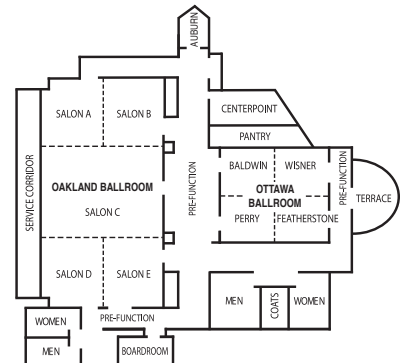 AUBURN
SALON A
SALON B
CENTERPOINT
PANTRY
SERVICE CORRIDOR
OAKLAND BALLROOM
SALON C
PRE-FUNCTION
BALDWIN
WISNER
OTTAWA
BALLROOM
PERRY
FEATHERSTONE
PRE-FUNCTION
TERRACE
SALON D
SALON E
MEN
COATS
WOMEN
PRE-FUNCTION
WOMEN
MEN
BOARDROOM